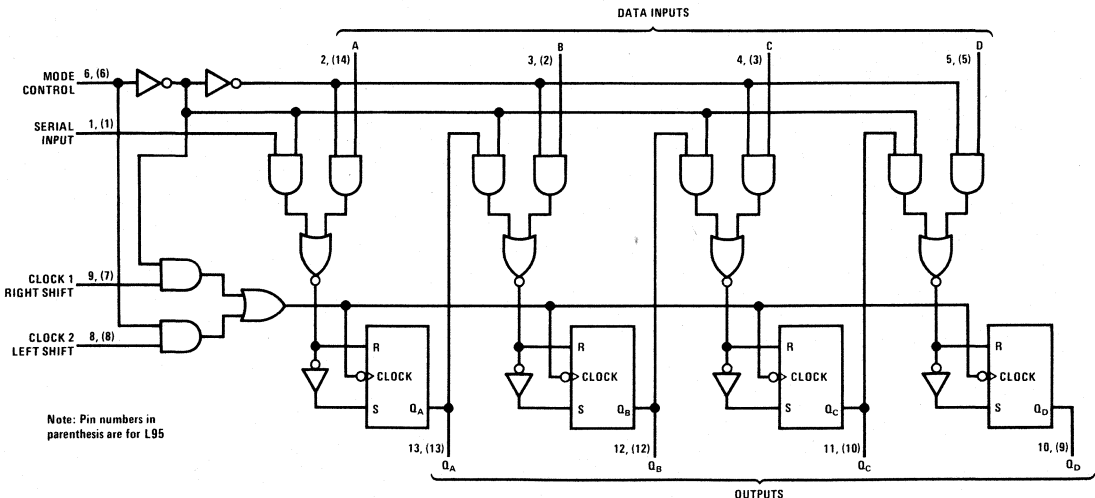 DATA INPUTS
A
B
C
D
2, (14)
3, (2)
4, (3)
5, (5)
MODE
CONTROL
6, (6)
SERIAL
INPUT
1, (1)
CLOCK 1
RIGHT SHIFT
9, (7)
CLOCK 2
LEFT SHIFT
8, (8)
R
CLOCK
S
QA
R
CLOCK
S
QB
R
CLOCK
S
QC
R
CLOCK
S
QD
Note: Pin numbers in
parenthesis are for L95
13, (13)
QA
12, (12)
QB
11, (10)
QC
10, (9)
QD
OUTPUTS